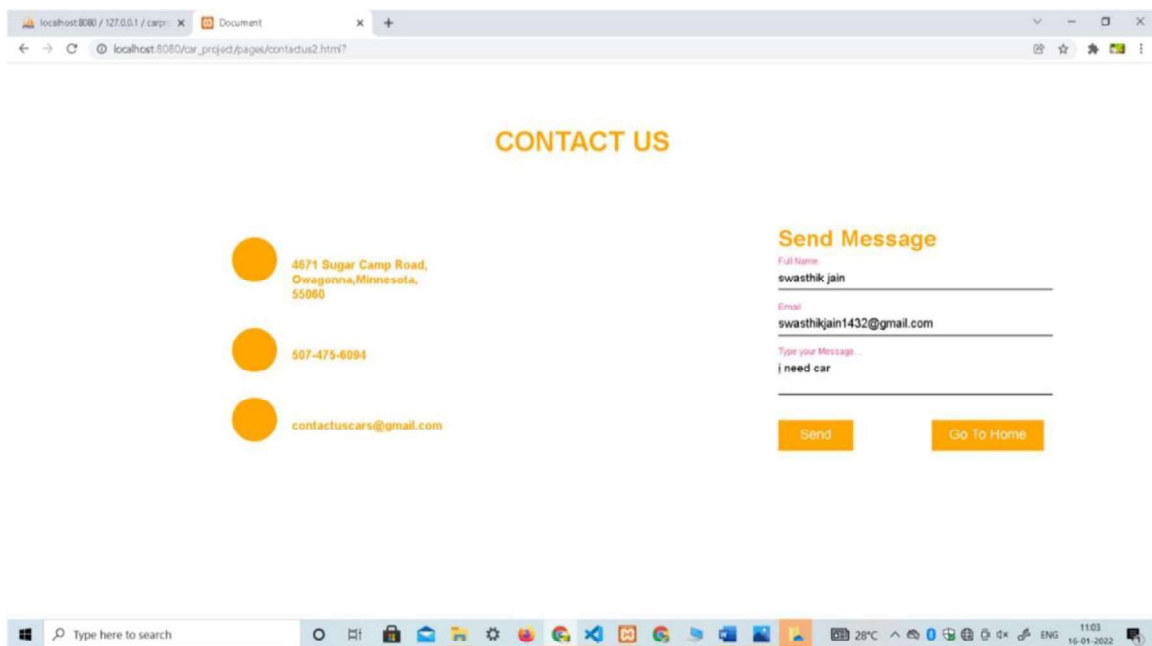 localhost:8080 / 127.0.0.1 / carpr
Document
localhost:8080/car_project/pages/contactus2.html?
CONTACT US
4671 Sugar Camp Road,
Owagonna,Minnesota,
55060
507-475-6094
contactuscars@gmail.com
Send Message
Full Name
swasthik jain
Email
swasthikjain1432@gmail.com
Type your Message...
i need car
Send
Go To Home
Type here to search
28°C
ENG
11:03
16-01-2022